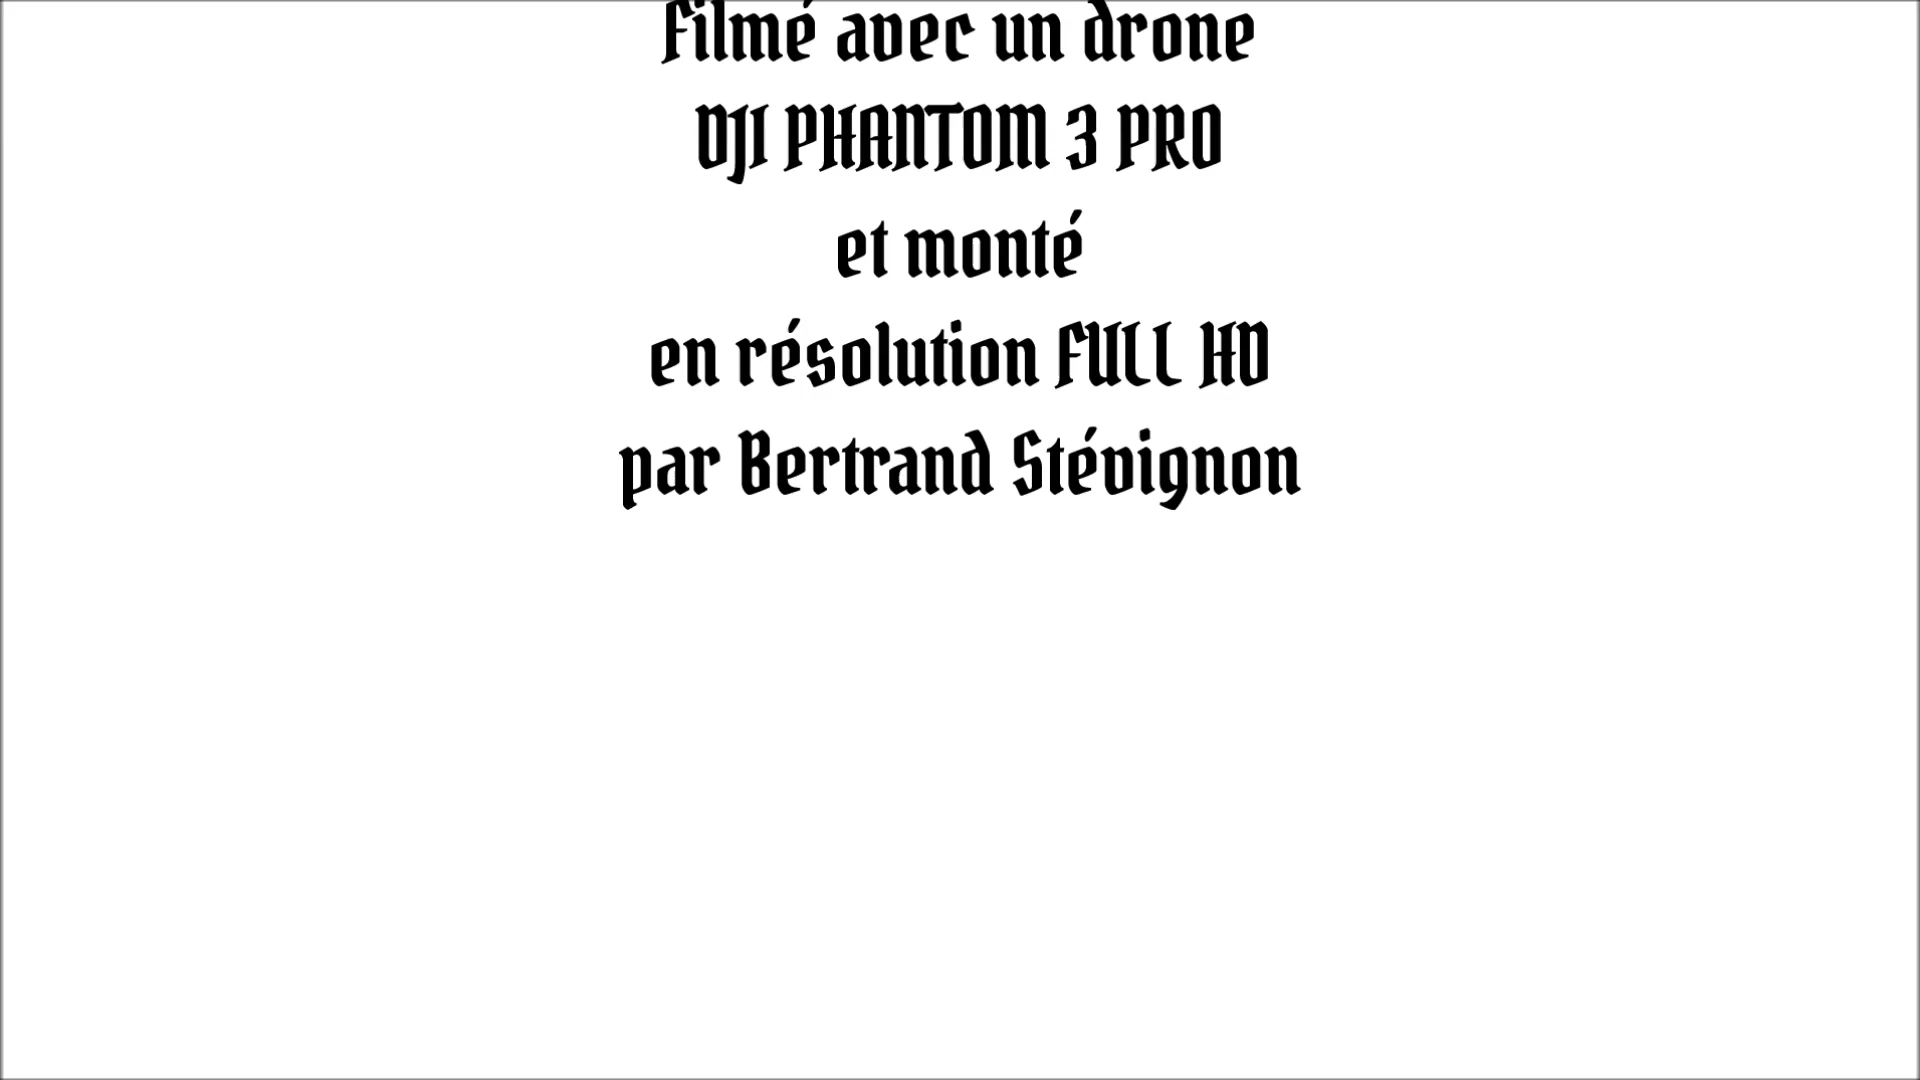 Filmé avec un drone
DJI PHANTOM 3 PRO
et monté
en résolution FULL HD
par Bertrand Stévignon